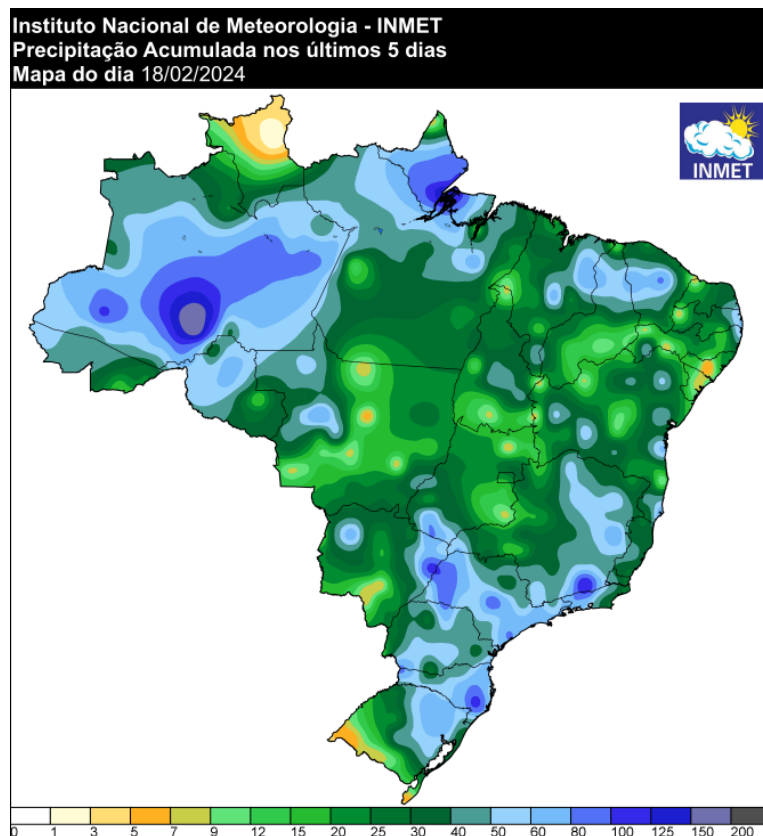 Instituto Nacional de Meteorologia - INMET
Precipitação Acumulada nos últimos 5 dias
Mapa do dia 18/02/2024
INMET
0 1 3 5 7 9 12 15 20 25 30 40 50 60 80 100 125 150 200